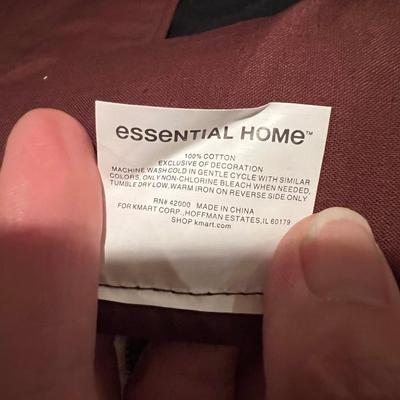 essential home™
100% COTTON
EXCLUSIVE OF DECORATION
MACHINE WASH COLD IN GENTLE CYCLE WITH SIMILAR
COLORS, ONLY NON-CHLORINE BLEACH WHEN NEEDED,
TUMBLE DRY LOW. WARM IRON ON REVERSE SIDE ONLY
RN# 42000 MADE IN CHINA
FOR KMART CORP., HOFFMAN ESTATES, IL 60179
SHOP kmart.com